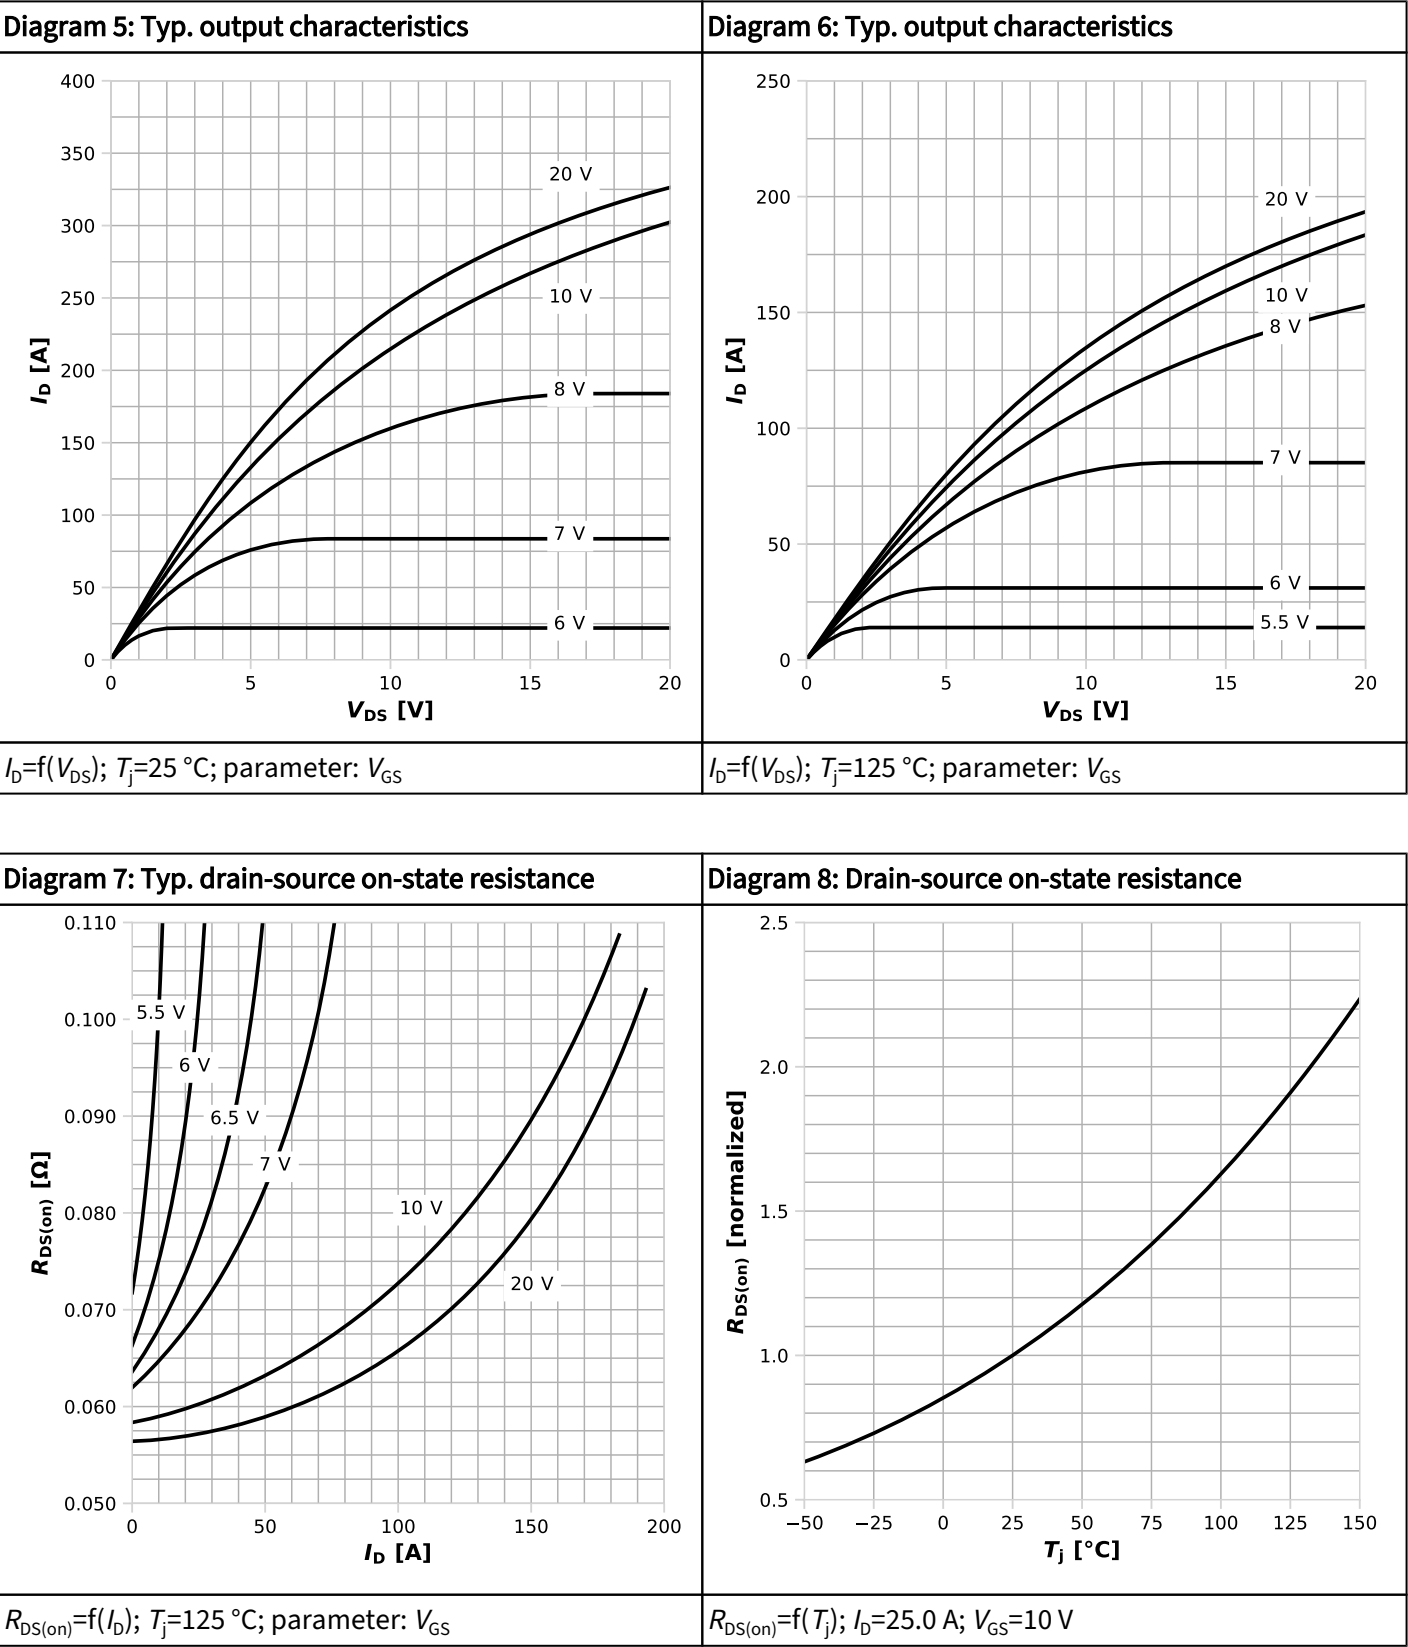 Diagram 5: Typ. output characteristics
400
350
300
250
200
150
100
50
0
0 5 10 15 20
I_D [A]
V_DS [V]
20 V
10 V
8 V
7 V
6 V
I_D=f(V_DS); T_j=25 °C; parameter: V_GS
Diagram 6: Typ. output characteristics
250
200
150
100
50
0
0 5 10 15 20
I_D [A]
V_DS [V]
20 V
10 V
8 V
7 V
6 V
5.5 V
I_D=f(V_DS); T_j=125 °C; parameter: V_GS
Diagram 7: Typ. drain-source on-state resistance
0.110
0.100
0.090
0.080
0.070
0.060
0.050
0 50 100 150 200
R_DS(on) [Ω]
I_D [A]
5.5 V
6 V
6.5 V
7 V
10 V
20 V
R_DS(on)=f(I_D); T_j=125 °C; parameter: V_GS
Diagram 8: Drain-source on-state resistance
2.5
2.0
1.5
1.0
0.5
−50 −25 0 25 50 75 100 125 150
R_DS(on) [normalized]
T_j [°C]
R_DS(on)=f(T_j); I_D=25.0 A; V_GS=10 V